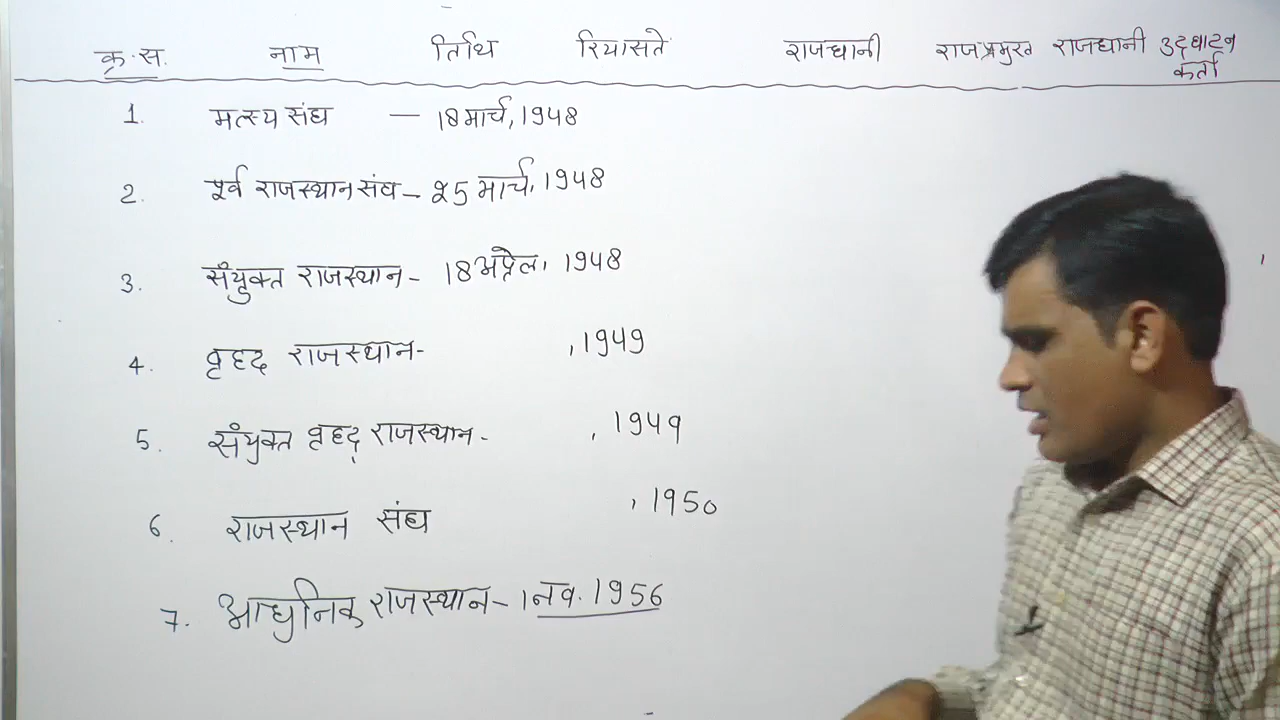 क्र.स. नाम तिथि रियासते राजधानी राजप्रमुख राजधानी उदघाटन कर्ता
1. मत्स्य संघ — 18 मार्च, 1948
2. पूर्व राजस्थान संघ – 25 मार्च, 1948
3. संयुक्त राजस्थान - 18 अप्रेल, 1948
4. वृहद राजस्थान- , 1949
5. संयुक्त वृहद् राजस्थान - , 1949
6. राजस्थान संघ , 1950
7. आधुनिक राजस्थान – 1 नव. 1956